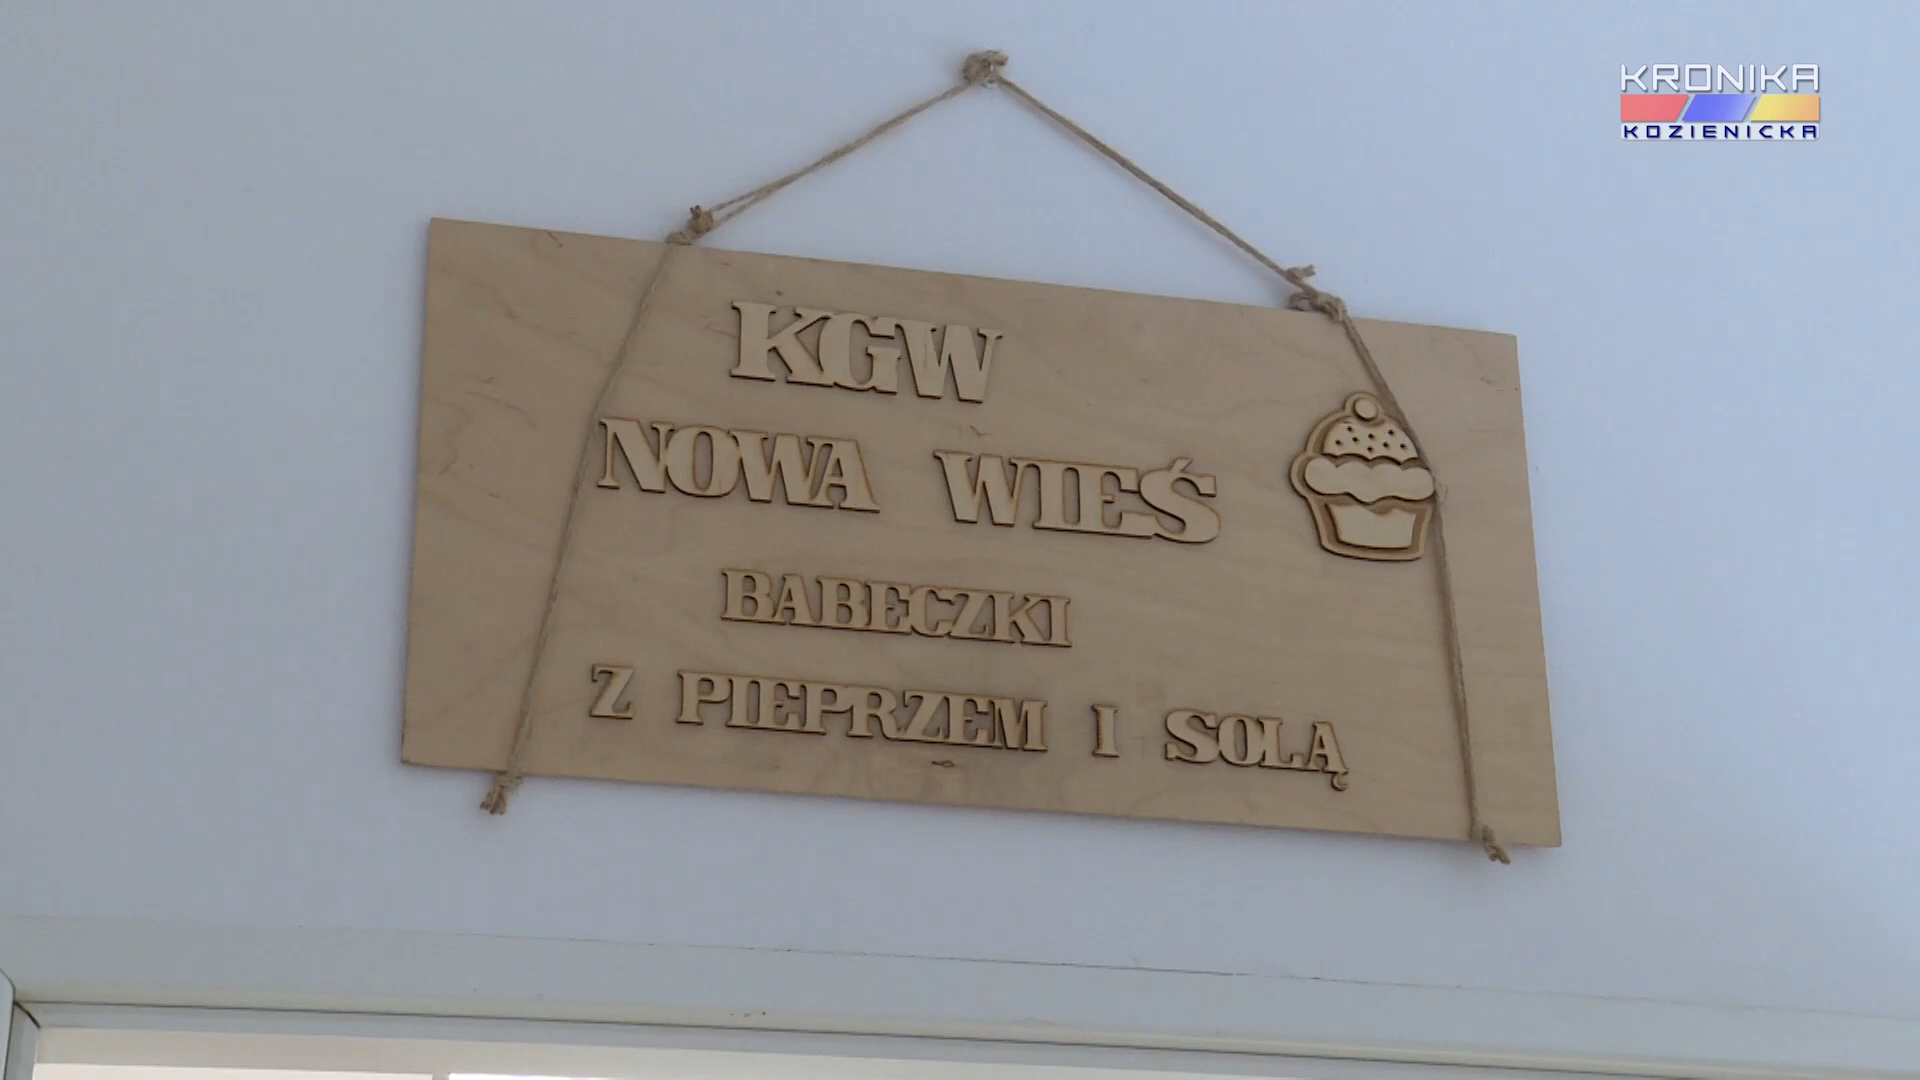 KRONIKA
KOZIENICKA
KGW
NOWA WIEŚ
BABECZKI
Z PIEPRZEM I SOLĄ